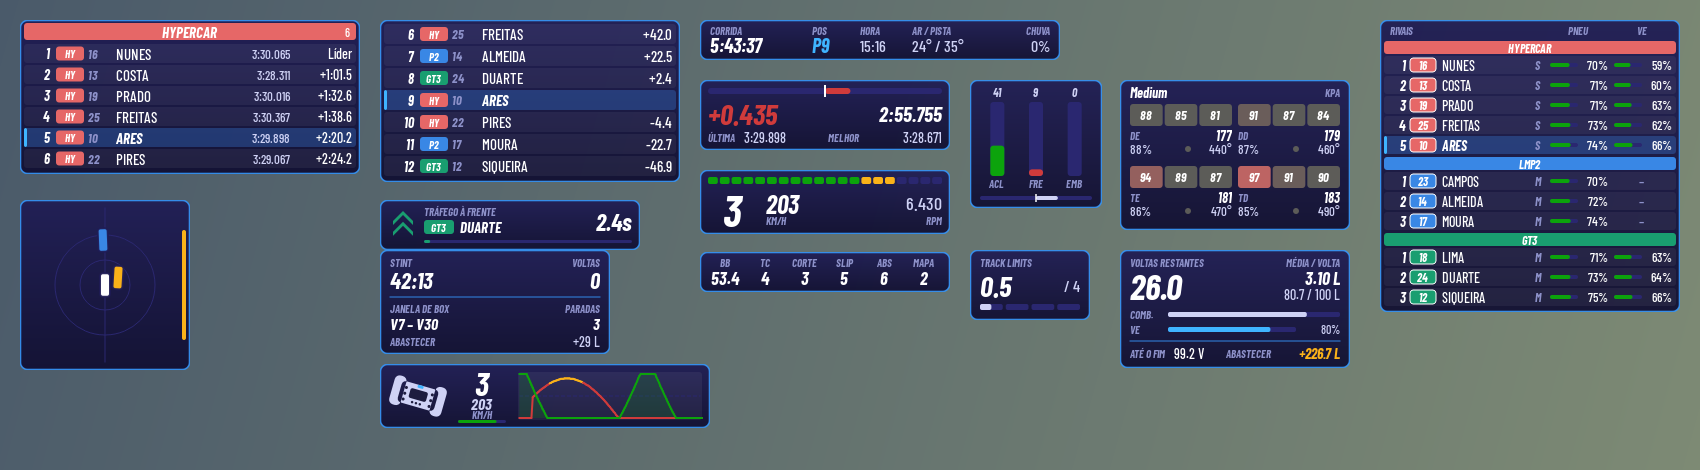 HYPERCAR 6
1 HY 16 NUNES 3:30.065 Líder
2 HY 13 COSTA 3:28.311 +1:01.5
3 HY 19 PRADO 3:30.016 +1:32.6
4 HY 25 FREITAS 3:30.367 +1:38.6
5 HY 10 ARES 3:29.898 +2:20.2
6 HY 22 PIRES 3:29.067 +2:24.2
6 HY 25 FREITAS +42.0
7 P2 14 ALMEIDA +22.5
8 GT3 24 DUARTE +2.4
9 HY 10 ARES
10 HY 22 PIRES -4.4
11 P2 17 MOURA -22.7
12 GT3 12 SIQUEIRA -46.9
TRÁFEGO À FRENTE
GT3 DUARTE 2.4s
STINT VOLTAS
42:13 0
JANELA DE BOX PARADAS
V7 – V30 3
ABASTECER +29 L
3
203
KM/H
CORRIDA POS HORA AR / PISTA CHUVA
5:43:37 P9 15:16 24° / 35° 0%
+0.435 2:55.755
ÚLTIMA 3:29.898 MELHOR 3:28.671
3 203 6.430
KM/H RPM
BB TC CORTE SLIP ABS MAPA
53.4 4 3 5 6 2
41 9 0
ACL FRE EMB
TRACK LIMITS
0.5 / 4
Medium KPA
88 85 81 91 87 84
DE 177 DD 179
88% 440° 87% 460°
94 89 87 97 91 90
TE 181 TD 183
86% 470° 85% 490°
VOLTAS RESTANTES MÉDIA / VOLTA
26.0 3.10 L
80.7 / 100 L
COMB.
VE 80%
ATÉ O FIM 99.2 V ABASTECER +226.7 L
RIVAIS PNEU VE
HYPERCAR
1 16 NUNES S 70% 59%
2 13 COSTA S 71% 60%
3 19 PRADO S 71% 63%
4 25 FREITAS S 73% 62%
5 10 ARES S 74% 66%
LMP2
1 23 CAMPOS M 70% –
2 14 ALMEIDA M 72% –
3 17 MOURA M 74% –
GT3
1 18 LIMA M 71% 63%
2 24 DUARTE M 73% 64%
3 12 SIQUEIRA M 75% 66%